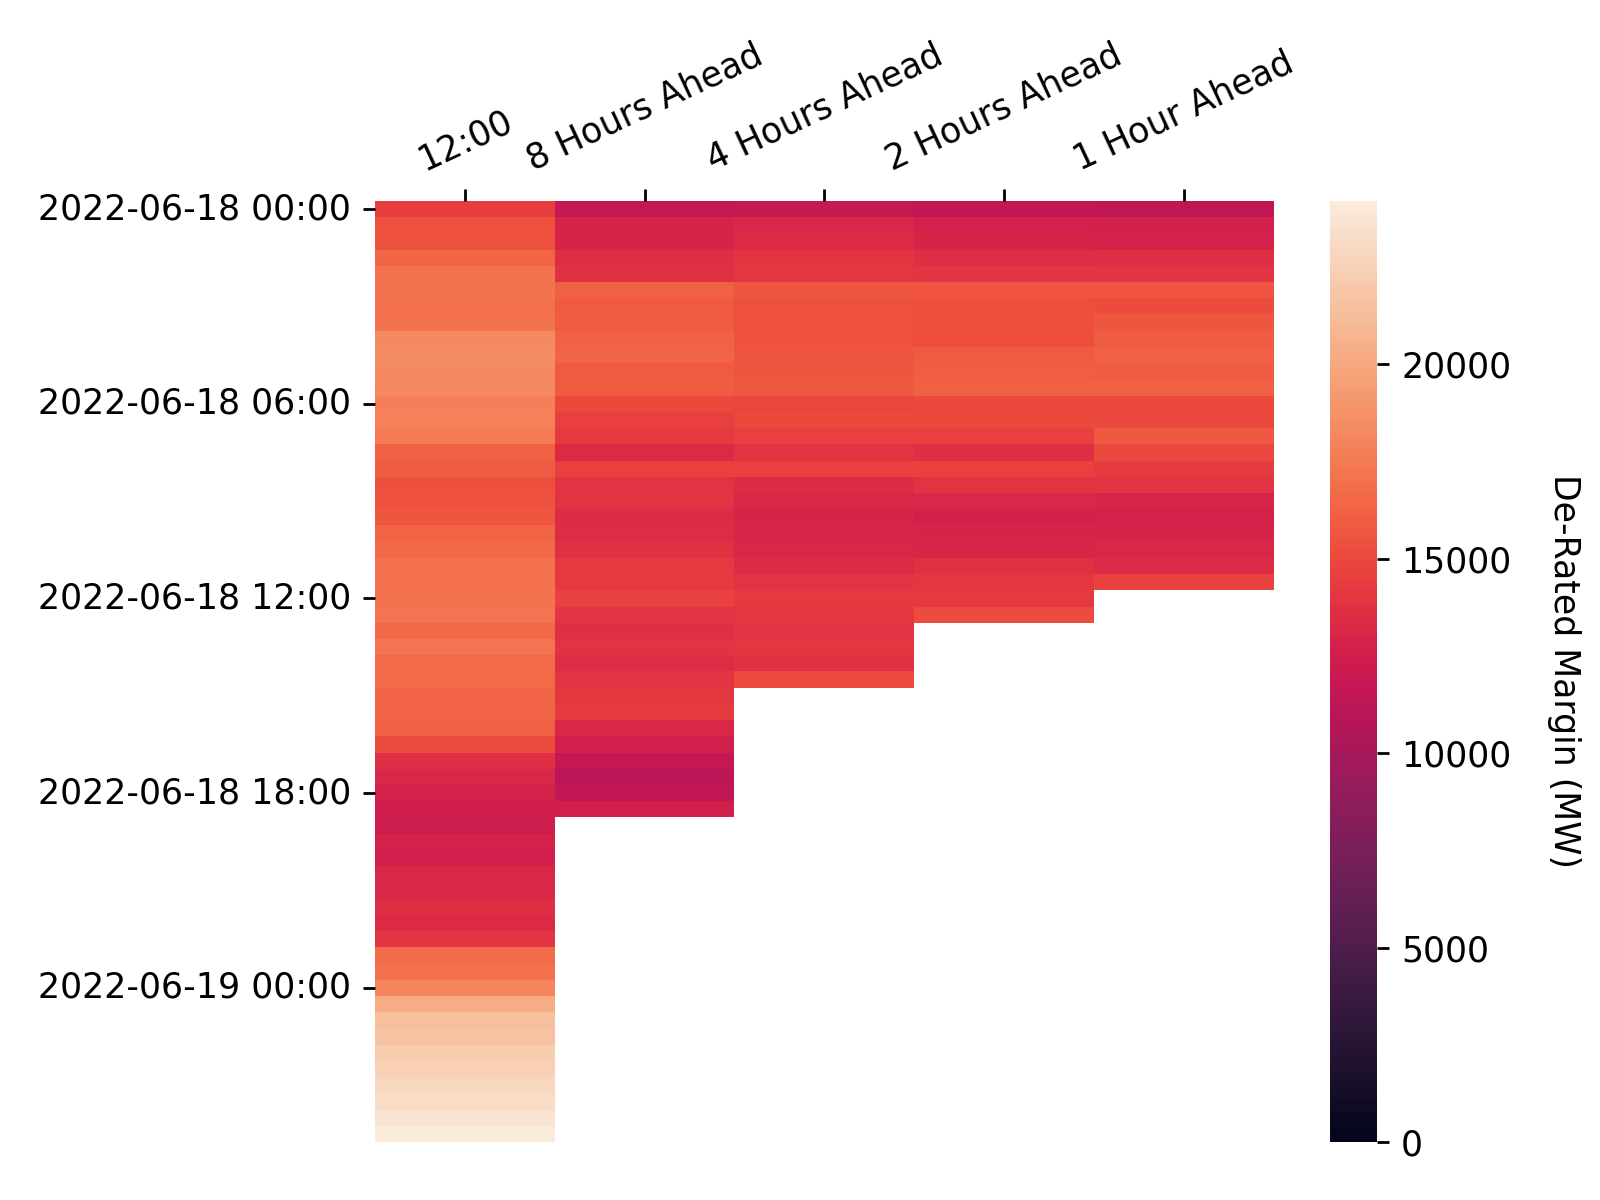 12:00
8 Hours Ahead
4 Hours Ahead
2 Hours Ahead
1 Hour Ahead
2022-06-18 00:00
2022-06-18 06:00
2022-06-18 12:00
2022-06-18 18:00
2022-06-19 00:00
20000
15000
10000
5000
0
De-Rated Margin (MW)